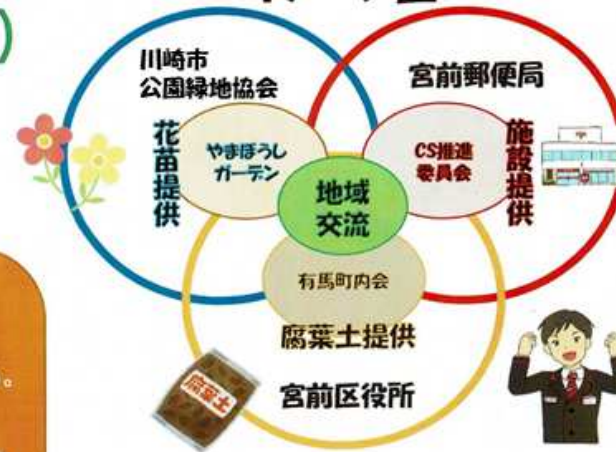 川崎市
公園緑地協会
宮前郵便局
花苗提供
やまぼうし
ガーデン
CS推進
委員会
施設提供
地域
交流
有馬町内会
腐葉土提供
腐葉土
宮前区役所